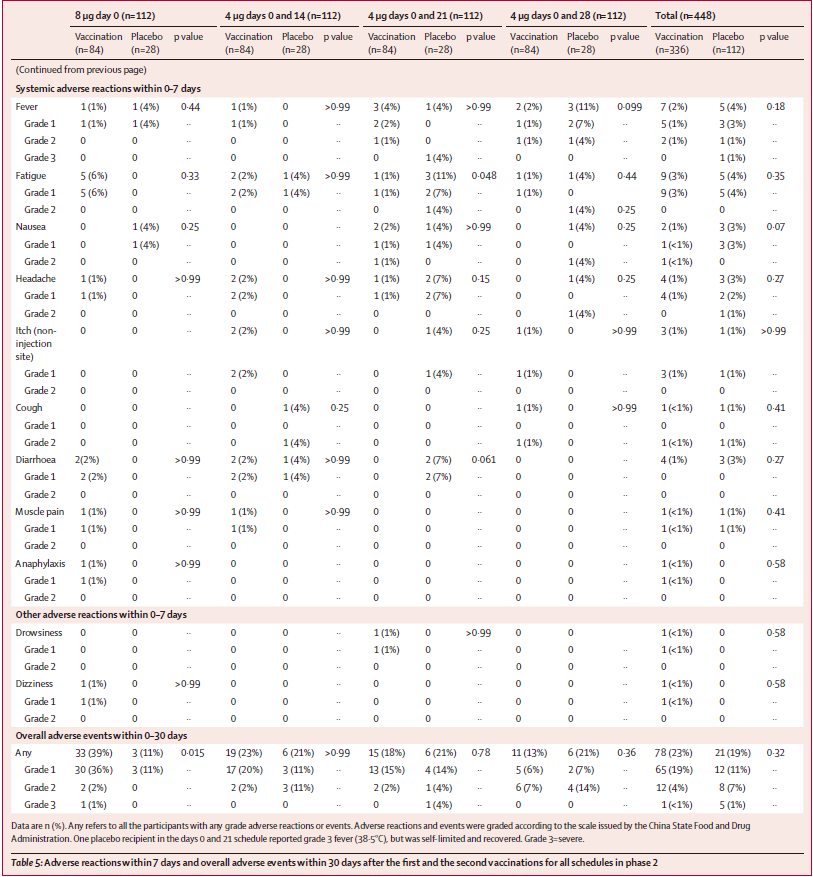 8 µg day 0 (n=112) 4 µg days 0 and 14 (n=112) 4 µg days 0 and 21 (n=112) 4 µg days 0 and 28 (n=112) Total (n=448)
Vaccination Placebo p value Vaccination Placebo p value Vaccination Placebo p value Vaccination Placebo p value Vaccination Placebo p value
(n=84) (n=28) (n=84) (n=28) (n=84) (n=28) (n=84) (n=28) (n=336) (n=112)
(Continued from previous page)
Systemic adverse reactions within 0–7 days
Fever 1 (1%) 1 (4%) 0·44 1 (1%) 0 >0·99 3 (4%) 1 (4%) >0·99 2 (2%) 3 (11%) 0·099 7 (2%) 5 (4%) 0·18
Grade 1 1 (1%) 1 (4%) ·· 1 (1%) 0 ·· 2 (2%) 0 ·· 1 (1%) 2 (7%) ·· 5 (1%) 3 (3%) ··
Grade 2 0 0 ·· 0 0 ·· 1 (1%) 0 ·· 1 (1%) 1 (4%) ·· 2 (1%) 1 (1%) ··
Grade 3 0 0 ·· 0 0 ·· 0 1 (4%) ·· 0 0 ·· 0 1 (1%) ··
Fatigue 5 (6%) 0 0·33 2 (2%) 1 (4%) >0·99 1 (1%) 3 (11%) 0·048 1 (1%) 1 (4%) 0·44 9 (3%) 5 (4%) 0·35
Grade 1 5 (6%) 0 ·· 2 (2%) 1 (4%) ·· 1 (1%) 2 (7%) ·· 1 (1%) 0 ·· 9 (3%) 5 (4%) ··
Grade 2 0 0 ·· 0 0 ·· 0 1 (4%) ·· 0 1 (4%) 0·25 0 0 ··
Nausea 0 1 (4%) 0·25 0 0 ·· 2 (2%) 1 (4%) >0·99 0 1 (4%) 0·25 2 (1%) 3 (3%) 0·07
Grade 1 0 1 (4%) ·· 0 0 ·· 1 (1%) 1 (4%) ·· 0 0 ·· 1 (<1%) 3 (3%) ··
Grade 2 0 0 ·· 0 0 ·· 1 (1%) 0 ·· 0 1 (4%) ·· 1 (<1%) 0 ··
Headache 1 (1%) 0 >0·99 2 (2%) 0 >0·99 1 (1%) 2 (7%) 0·15 0 1 (4%) 0·25 4 (1%) 3 (3%) 0·27
Grade 1 1 (1%) 0 ·· 2 (2%) 0 ·· 1 (1%) 2 (7%) ·· 0 0 ·· 4 (1%) 2 (2%) ··
Grade 2 0 0 ·· 0 0 ·· 0 0 ·· 0 1 (4%) ·· 0 1 (1%) ··
Itch (non- 0 0 ·· 2 (2%) 0 >0·99 0 1 (4%) 0·25 1 (1%) 0 >0·99 3 (1%) 1 (1%) >0·99
injection
site)
Grade 1 0 0 ·· 2 (2%) 0 ·· 0 1 (4%) ·· 1 (1%) 0 ·· 3 (1%) 1 (1%) ··
Grade 2 0 0 ·· 0 0 ·· 0 0 ·· 0 0 ·· 0 0 ··
Cough 0 0 ·· 0 1 (4%) 0·25 0 0 ·· 1 (1%) 0 >0·99 1 (<1%) 1 (1%) 0·41
Grade 1 0 0 ·· 0 0 ·· 0 0 ·· 0 0 ·· 0 0 ··
Grade 2 0 0 ·· 0 1 (4%) ·· 0 0 ·· 1 (1%) 0 ·· 1 (<1%) 1 (1%) ··
Diarrhoea 2(2%) 0 >0·99 2 (2%) 1 (4%) >0·99 0 2 (7%) 0·061 0 0 ·· 4 (1%) 3 (3%) 0·27
Grade 1 2 (2%) 0 ·· 2 (2%) 1 (4%) ·· 0 2 (7%) ·· 0 0 ·· 0 0 ··
Grade 2 0 0 ·· 0 0 ·· 0 0 ·· 0 0 ·· 0 0 ··
Muscle pain 1 (1%) 0 >0·99 1 (1%) 0 >0·99 0 0 ·· 0 0 ·· 1 (<1%) 1 (1%) 0·41
Grade 1 1 (1%) 0 ·· 1 (1%) 0 ·· 0 0 ·· 0 0 ·· 1 (<1%) 1 (1%) ··
Grade 2 0 0 ·· 0 0 ·· 0 0 ·· 0 0 ·· 0 0 ··
Anaphylaxis 1 (1%) 0 >0·99 0 0 ·· 0 0 ·· 0 0 ·· 1 (<1%) 0 0·58
Grade 1 1 (1%) 0 ·· 0 0 ·· 0 0 ·· 0 0 ·· 1 (<1%) 0 ··
Grade 2 0 0 ·· 0 0 ·· 0 0 ·· 0 0 ·· 0 0 ··
Other adverse reactions within 0–7 days
Drowsiness 0 0 ·· 0 0 ·· 1 (1%) 0 >0·99 0 0 1 (<1%) 0 0·58
Grade 1 0 0 ·· 0 0 ·· 1 (1%) 0 ·· 0 0 ·· 1 (<1%) 0 ··
Grade 2 0 0 ·· 0 0 ·· 0 0 ·· 0 0 ·· 0 0 ··
Dizziness 1 (1%) 0 >0·99 0 0 ·· 0 0 ·· 0 0 ·· 1 (<1%) 0 0·58
Grade 1 1 (1%) 0 ·· 0 0 ·· 0 0 ·· 0 0 ·· 1 (<1%) 0 ··
Grade 2 0 0 ·· 0 0 ·· 0 0 ·· 0 0 ·· 0 0 ··
Overall adverse events within 0–30 days
Any 33 (39%) 3 (11%) 0·015 19 (23%) 6 (21%) >0·99 15 (18%) 6 (21%) 0·78 11 (13%) 6 (21%) 0·36 78 (23%) 21 (19%) 0·32
Grade 1 30 (36%) 3 (11%) ·· 17 (20%) 3 (11%) ·· 13 (15%) 4 (14%) ·· 5 (6%) 2 (7%) ·· 65 (19%) 12 (11%) ··
Grade 2 2 (2%) 0 ·· 2 (2%) 3 (11%) ·· 2 (2%) 1 (4%) ·· 6 (7%) 4 (14%) ·· 12 (4%) 8 (7%) ··
Grade 3 1 (1%) 0 ·· 0 0 ·· 0 1 (4%) ·· 0 0 ·· 1 (<1%) 5 (1%) ··
Data are n (%). Any refers to all the participants with any grade adverse reactions or events. Adverse reactions and events were graded according to the scale issued by the China State Food and Drug
Administration. One placebo recipient in the days 0 and 21 schedule reported grade 3 fever (38·5°C), but was self-limited and recovered. Grade 3=severe.
Table 5: Adverse reactions within 7 days and overall adverse events within 30 days after the first and the second vaccinations for all schedules in phase 2